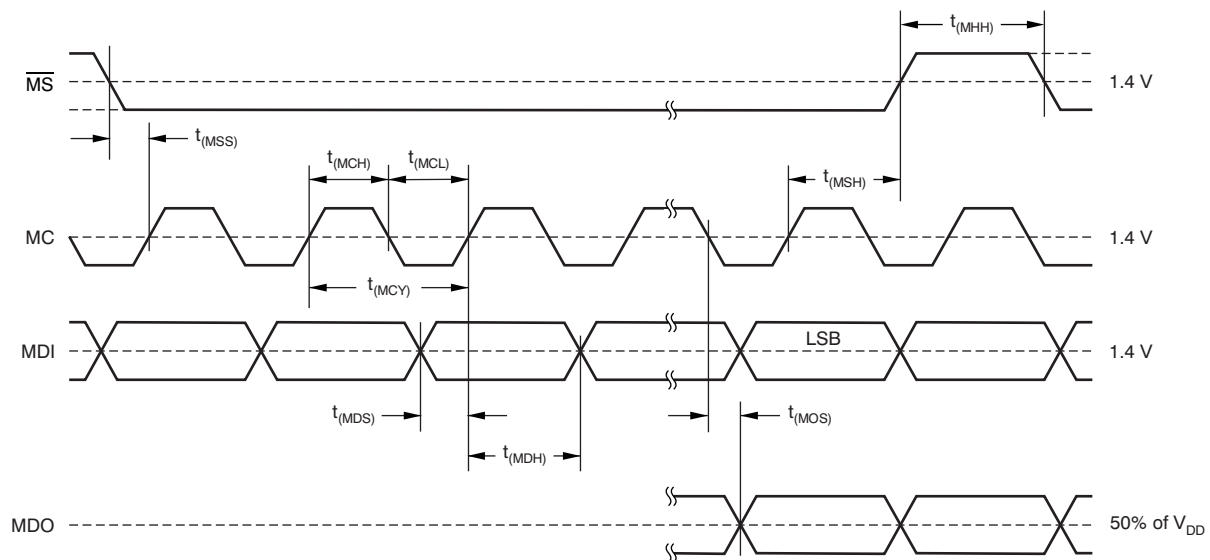 t(MHH)
MS 1.4 V
t(MSS)
t(MCH) t(MCL)
t(MSH)
MC 1.4 V
t(MCY)
LSB
MDI 1.4 V
t(MDS) t(MOS)
t(MDH)
MDO 50% of VDD